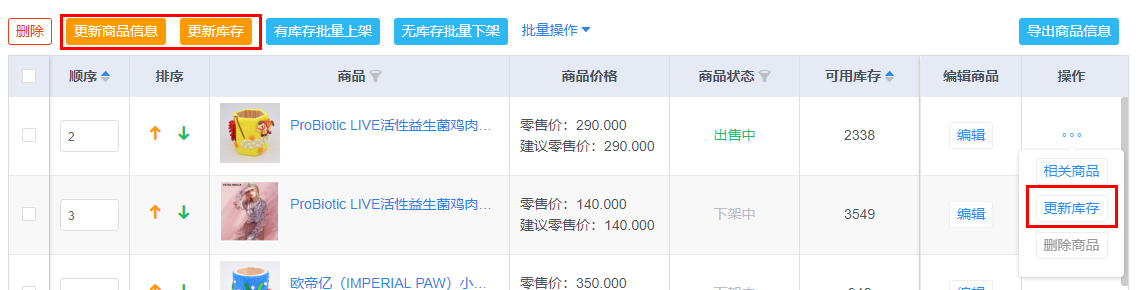 删除 更新商品信息 更新库存 有库存批量上架 无库存批量下架 批量操作 导出商品信息
顺序 排序 商品 商品价格 商品状态 可用库存 编辑商品 操作
2 ProBiotic LIVE活性益生菌鸡肉… 零售价：290.000 出售中 2338 编辑
建议零售价：290.000
相关商品
3 ProBiotic LIVE活性益生菌鸡肉… 零售价：140.000 下架中 3549 编辑 更新库存
建议零售价：140.000
删除商品
欧帝亿（IMPERIAL PAW）小… 零售价：350.000